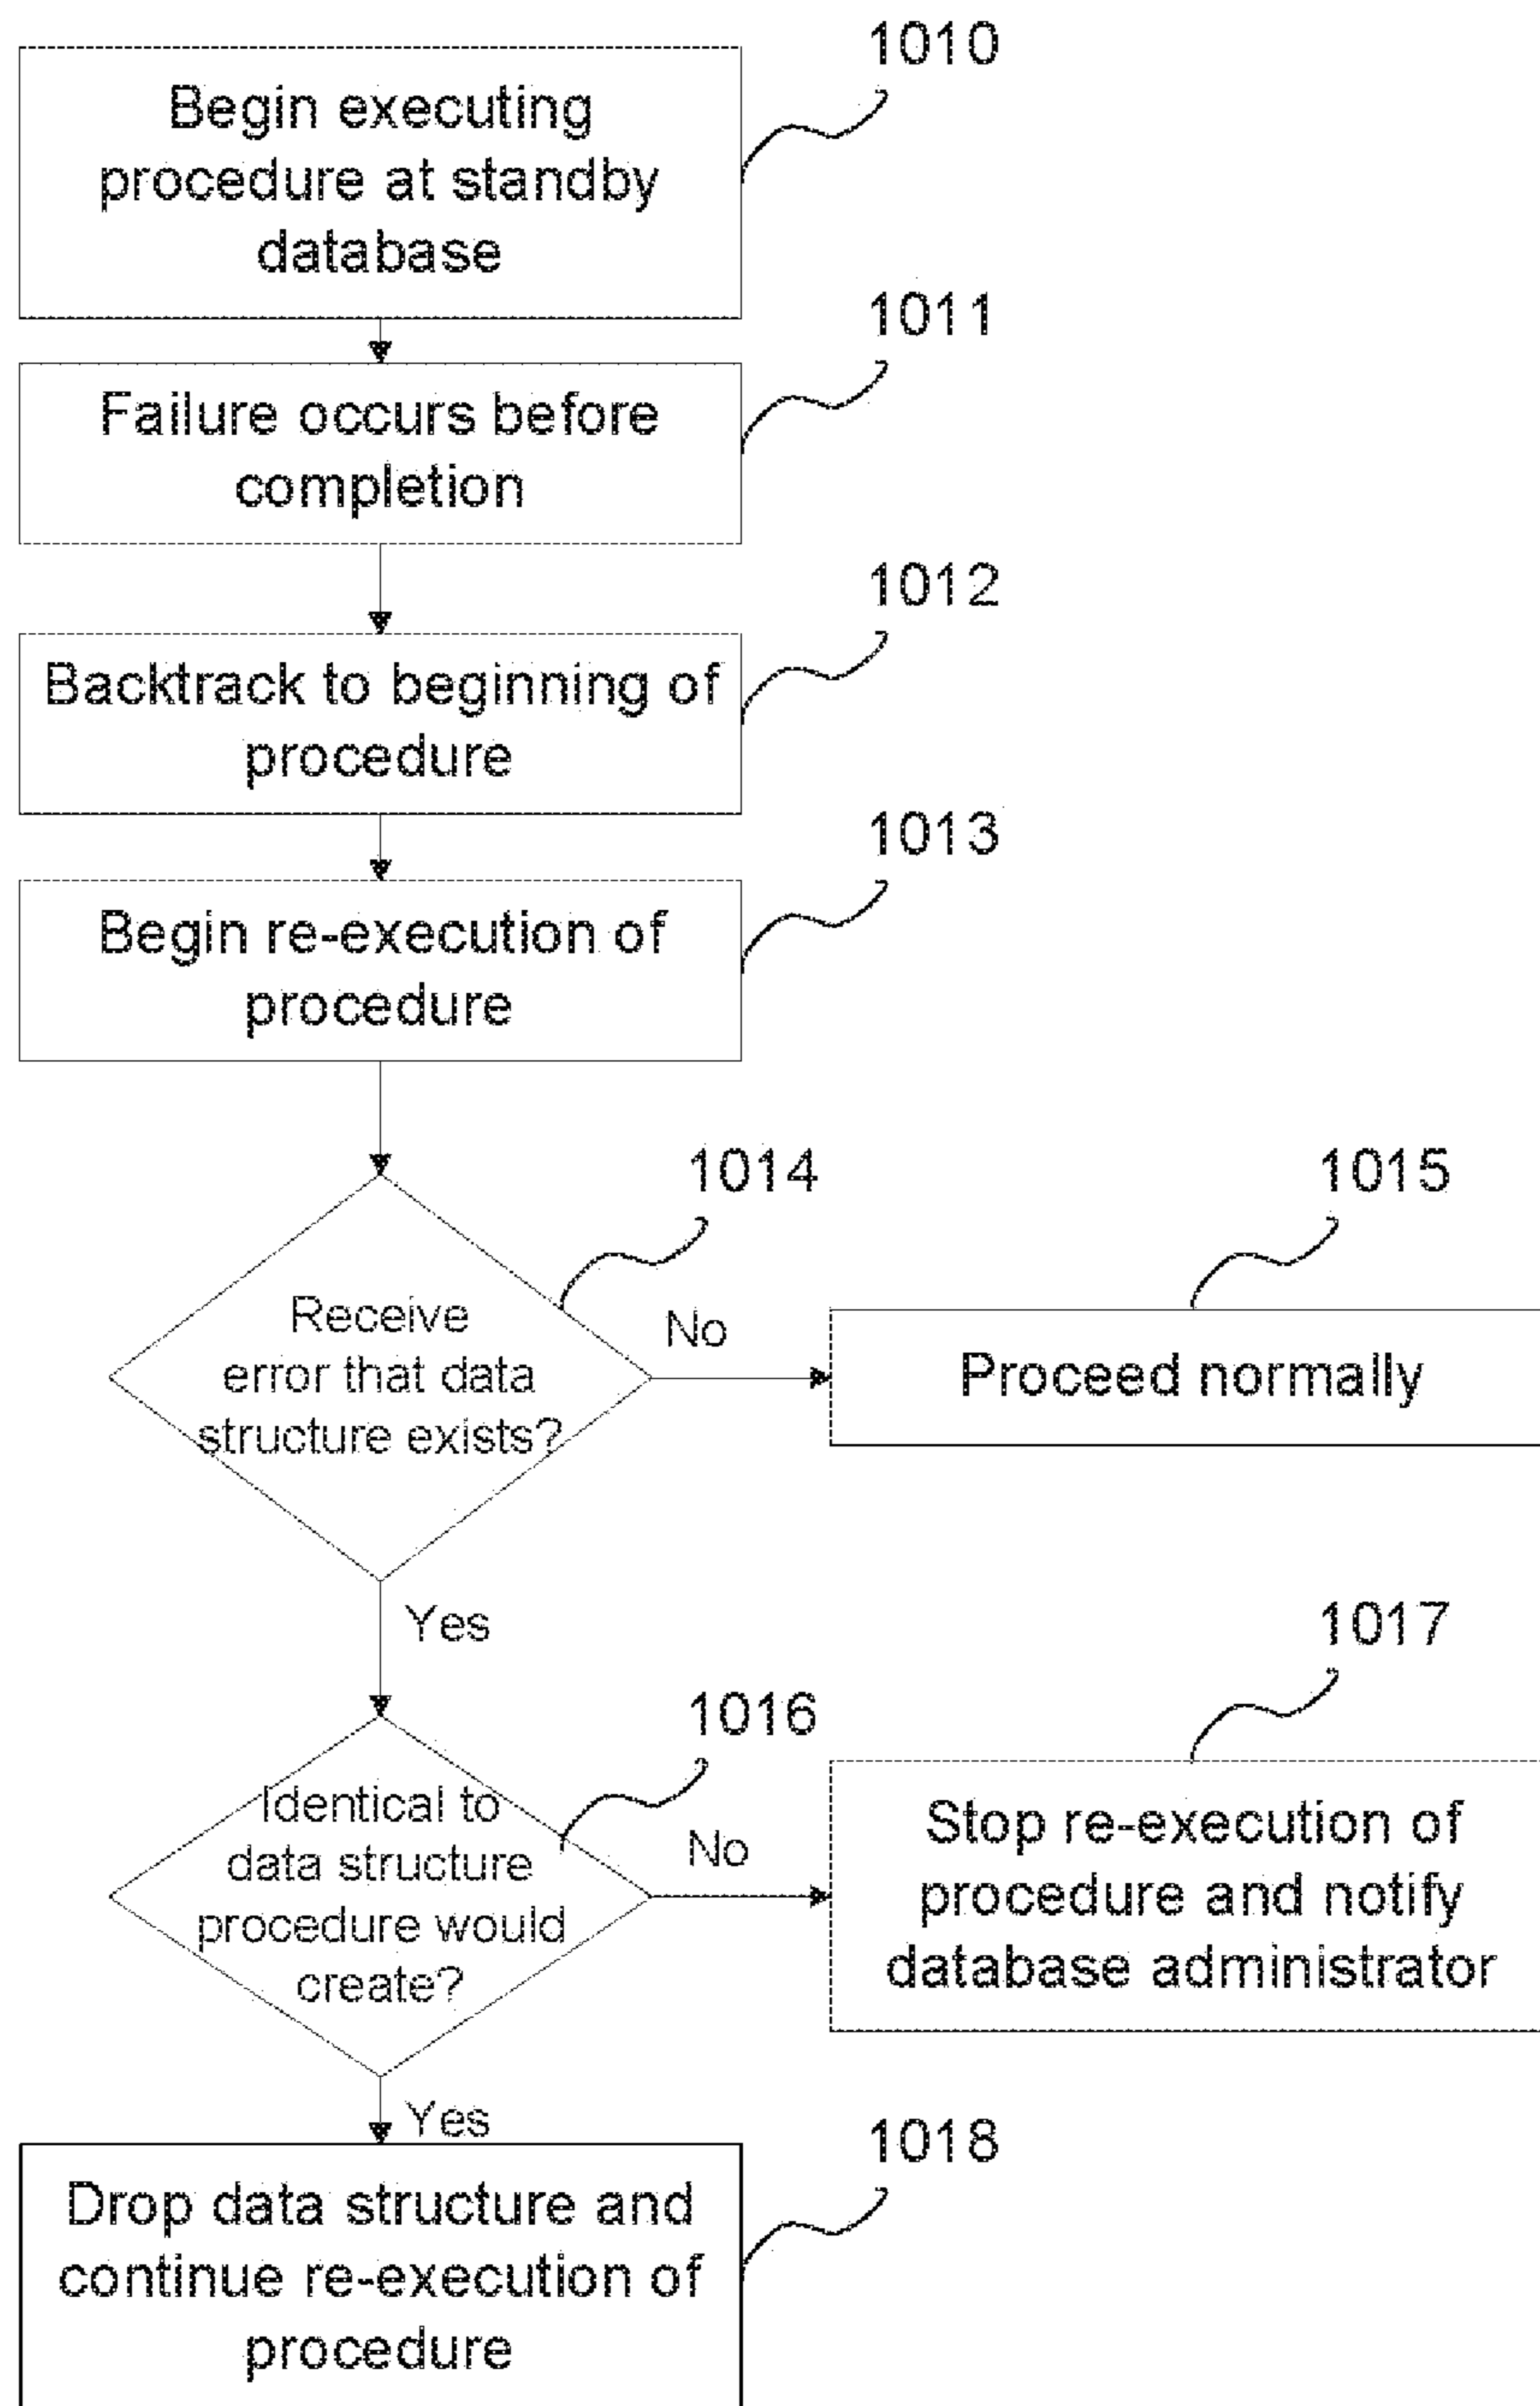 1010
Begin executing
procedure at standby
database
1011
Failure occurs before
completion
1012
Backtrack to beginning of
procedure
1013
Begin re-execution of
procedure
1014
Receive
error that data
structure exists?
No
1015
Proceed normally
Yes
1016
Identical to
data structure
procedure would
create?
No
1017
Stop re-execution of
procedure and notify
database administrator
Yes
1018
Drop data structure and
continue re-execution of
procedure